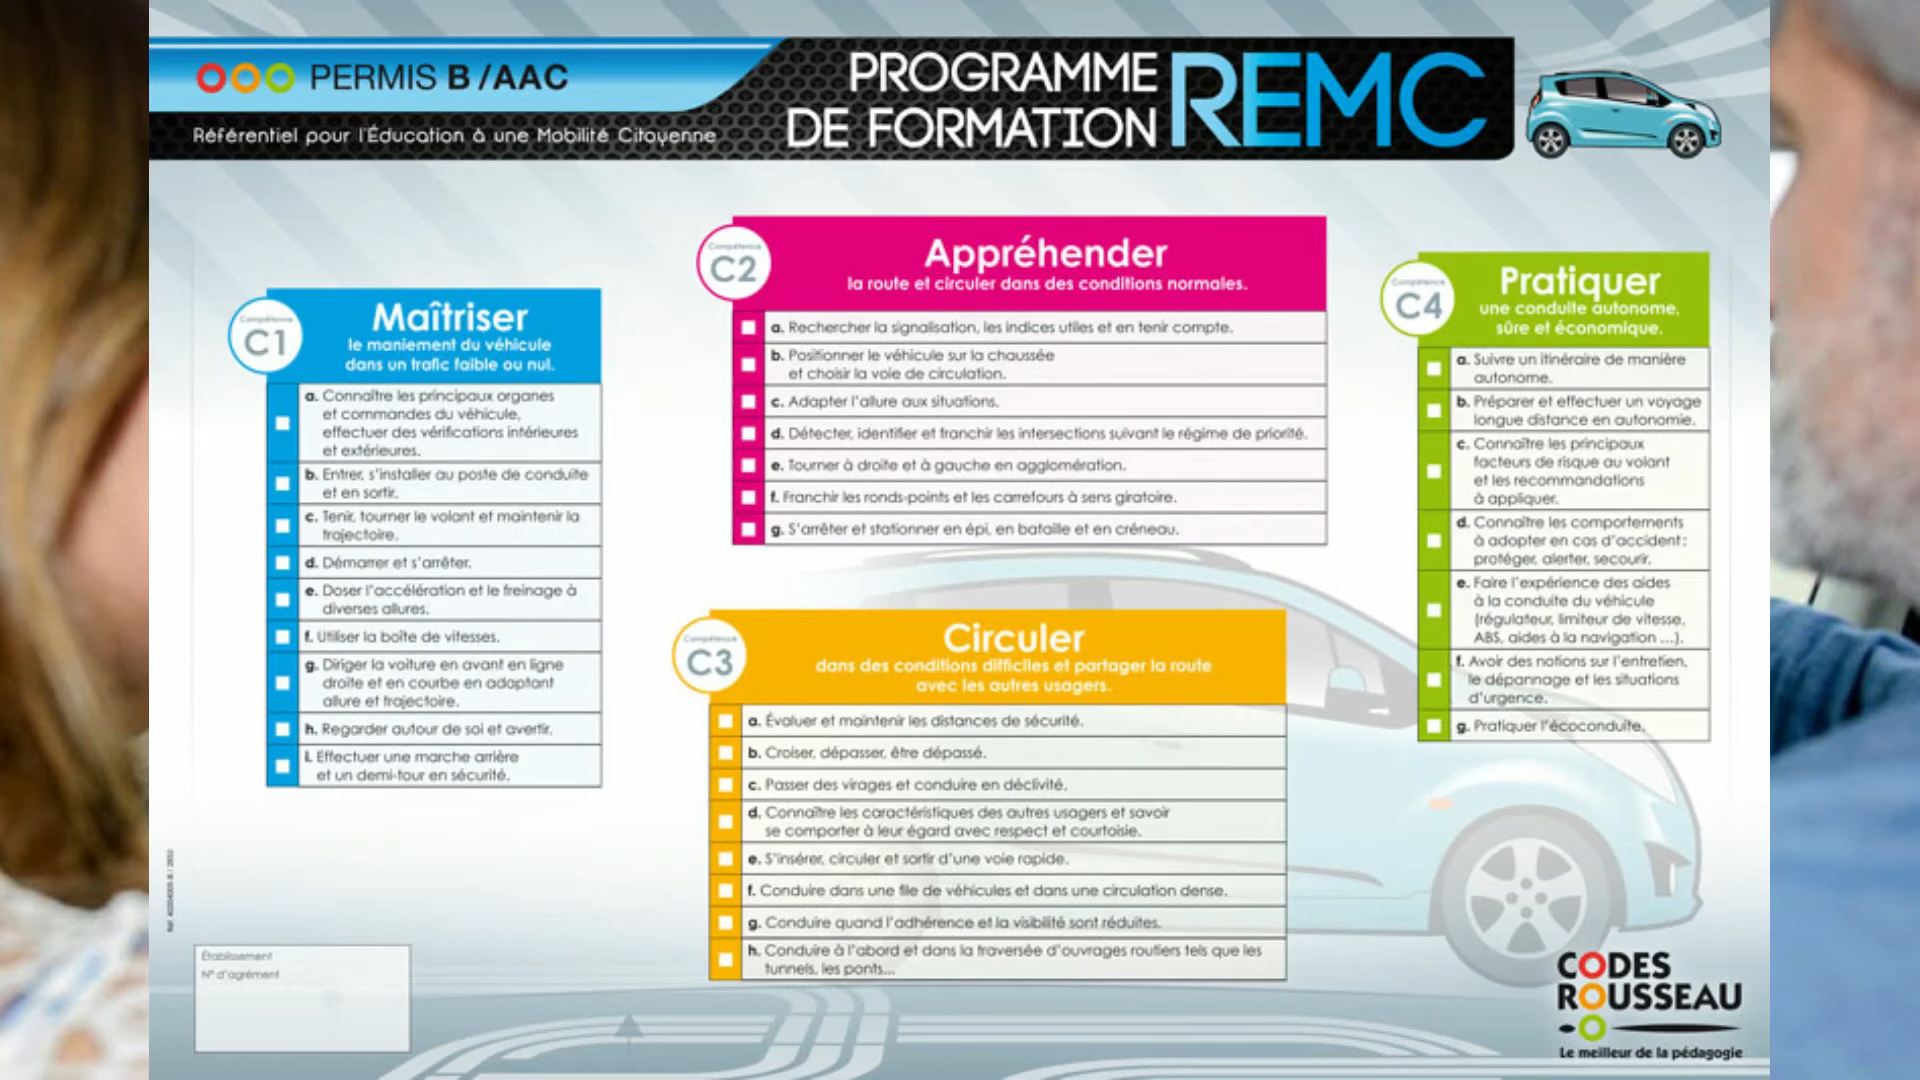 PERMIS B /AAC
Référentiel pour l'Éducation à une Mobilité Citoyenne
PROGRAMME
DE FORMATION
REMC
Compétence
C1
Maîtriser
le maniement du véhicule
dans un trafic faible ou nul.
a. Connaître les principaux organes
et commandes du véhicule,
effectuer des vérifications intérieures
et extérieures.
b. Entrer, s'installer au poste de conduite
et en sortir.
c. Tenir, tourner le volant et maintenir la
trajectoire.
d. Démarrer et s'arrêter.
e. Doser l'accélération et le freinage à
diverses allures.
f. Utiliser la boîte de vitesses.
g. Diriger la voiture en avant en ligne
droite et en courbe en adaptant
allure et trajectoire.
h. Regarder autour de soi et avertir.
i. Effectuer une marche arrière
et un demi-tour en sécurité.
Compétence
C2
Appréhender
la route et circuler dans des conditions normales.
a. Rechercher la signalisation, les indices utiles et en tenir compte.
b. Positionner le véhicule sur la chaussée
et choisir la voie de circulation.
c. Adapter l'allure aux situations.
d. Détecter, identifier et franchir les intersections suivant le régime de priorité.
e. Tourner à droite et à gauche en agglomération.
f. Franchir les ronds-points et les carrefours à sens giratoire.
g. S'arrêter et stationner en épi, en bataille et en créneau.
Compétence
C3
Circuler
dans des conditions difficiles et partager la route
avec les autres usagers.
a. Évaluer et maintenir les distances de sécurité.
b. Croiser, dépasser, être dépassé.
c. Passer des virages et conduire en déclivité.
d. Connaître les caractéristiques des autres usagers et savoir
se comporter à leur égard avec respect et courtoisie.
e. S'insérer, circuler et sortir d'une voie rapide.
f. Conduire dans une file de véhicules et dans une circulation dense.
g. Conduire quand l'adhérence et la visibilité sont réduites.
h. Conduire à l'abord et dans la traversée d'ouvrages routiers tels que les
tunnels, les ponts...
Compétence
C4
Pratiquer
une conduite autonome,
sûre et économique.
a. Suivre un itinéraire de manière
autonome.
b. Préparer et effectuer un voyage
longue distance en autonomie.
c. Connaître les principaux
facteurs de risque au volant
et les recommandations
à appliquer.
d. Connaître les comportements
à adopter en cas d'accident :
protéger, alerter, secourir.
e. Faire l'expérience des aides
à la conduite du véhicule
(régulateur, limiteur de vitesse,
ABS, aides à la navigation ...).
f. Avoir des notions sur l'entretien,
le dépannage et les situations
d'urgence.
g. Pratiquer l'écoconduite.
Établissement
N° d'agrément
CODES
ROUSSEAU
Le meilleur de la pédagogie